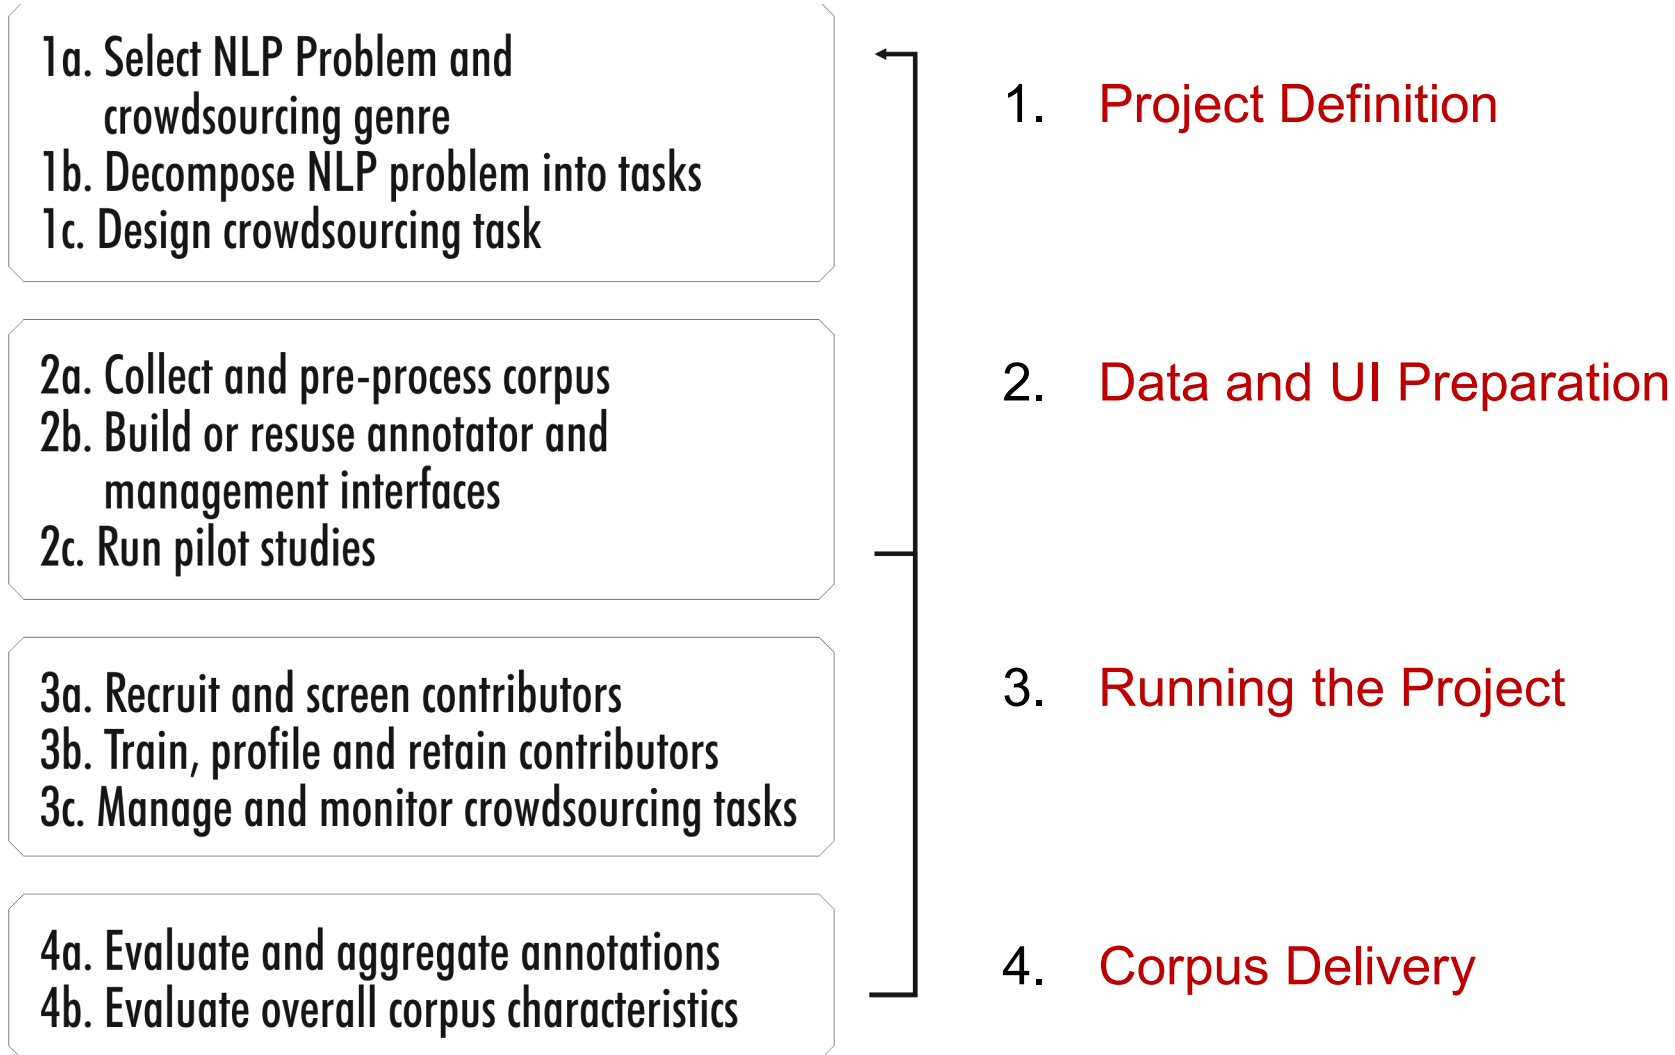 1a. Select NLP Problem and
crowdsourcing genre
1b. Decompose NLP problem into tasks
1c. Design crowdsourcing task
1. Project Definition
2a. Collect and pre-process corpus
2b. Build or resuse annotator and
management interfaces
2c. Run pilot studies
2. Data and UI Preparation
3a. Recruit and screen contributors
3b. Train, profile and retain contributors
3c. Manage and monitor crowdsourcing tasks
3. Running the Project
4a. Evaluate and aggregate annotations
4b. Evaluate overall corpus characteristics
4. Corpus Delivery